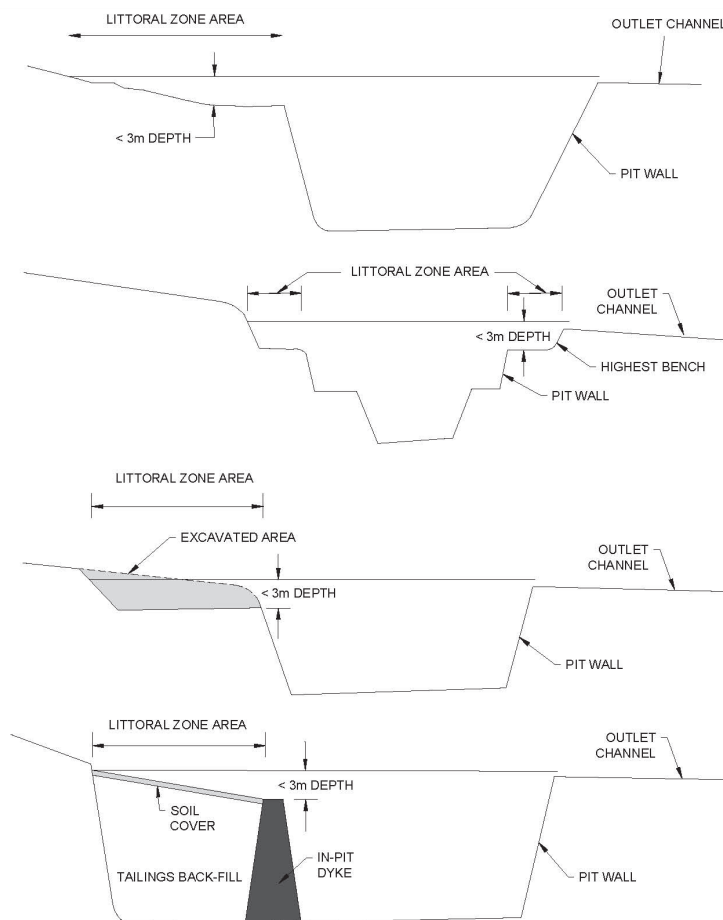 LITTORAL ZONE AREA
OUTLET CHANNEL
< 3m DEPTH
PIT WALL
LITTORAL ZONE AREA
OUTLET
CHANNEL
< 3m DEPTH
HIGHEST BENCH
PIT WALL
LITTORAL ZONE AREA
EXCAVATED AREA
OUTLET
CHANNEL
< 3m DEPTH
PIT WALL
LITTORAL ZONE AREA
OUTLET
CHANNEL
< 3m DEPTH
SOIL
COVER
TAILINGS BACK-FILL
IN-PIT
DYKE
PIT WALL